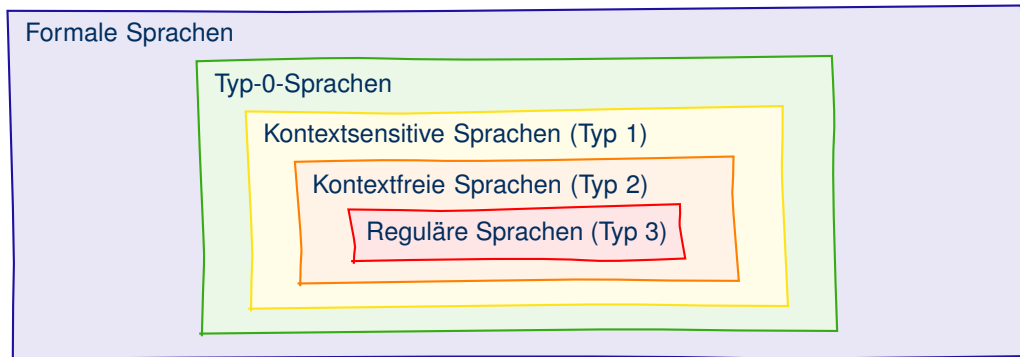 Formale Sprachen
Typ-0-Sprachen
Kontextsensitive Sprachen (Typ 1)
Kontextfreie Sprachen (Typ 2)
Reguläre Sprachen (Typ 3)